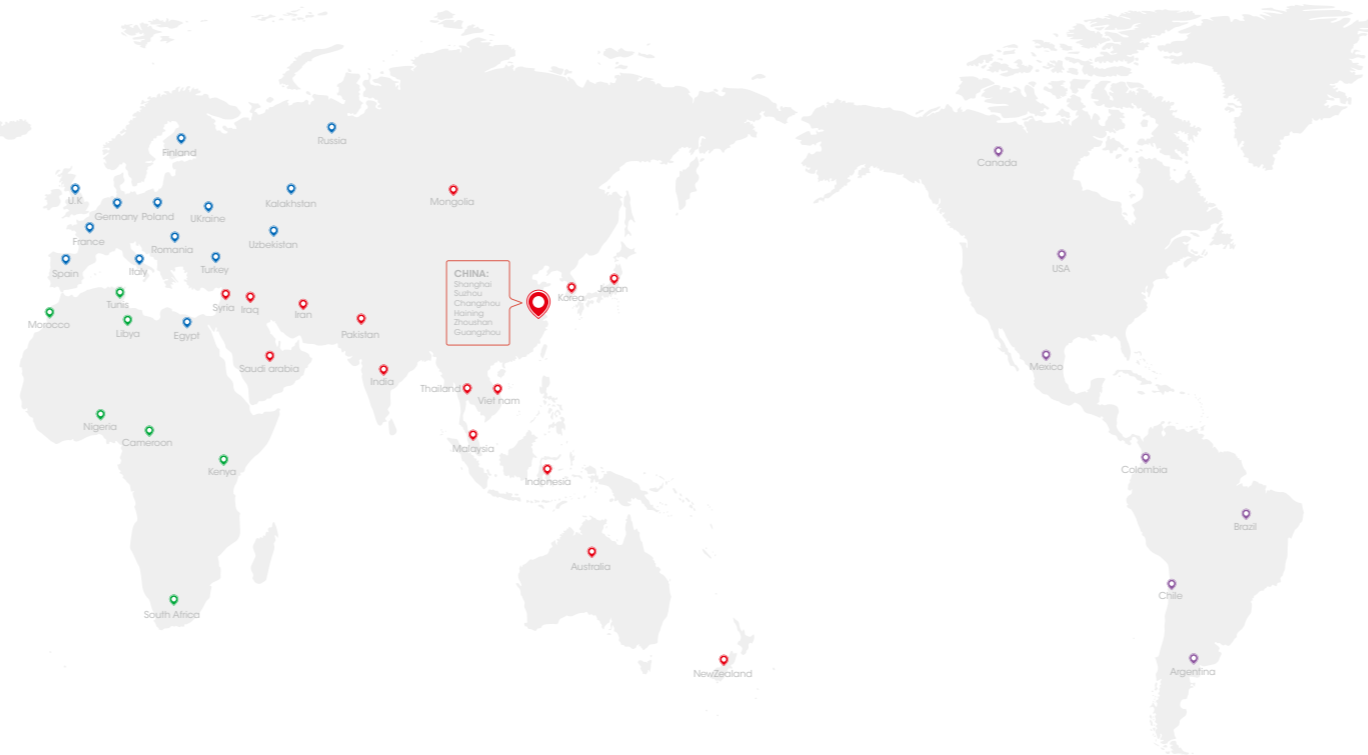 Finland
Russia
Canada
U.K
Germany
Poland
UKraine
Kalakhstan
Mongolia
France
Romania
Uzbekistan
Spain
Italy
Turkey
USA
CHINA:
Shanghai
Suzhou
Changzhou
Haining
Zhoushan
Guangzhou
Korea
Japan
Tunis
Syria
Iraq
Iran
Morocco
Libya
Egypt
Pakistan
Saudi arabia
India
Thailand
Viet nam
Mexico
Nigeria
Cameroon
Malaysia
Kenya
Indonesia
Colombia
Brazil
Australia
Chile
South Africa
NewZealand
Argentina